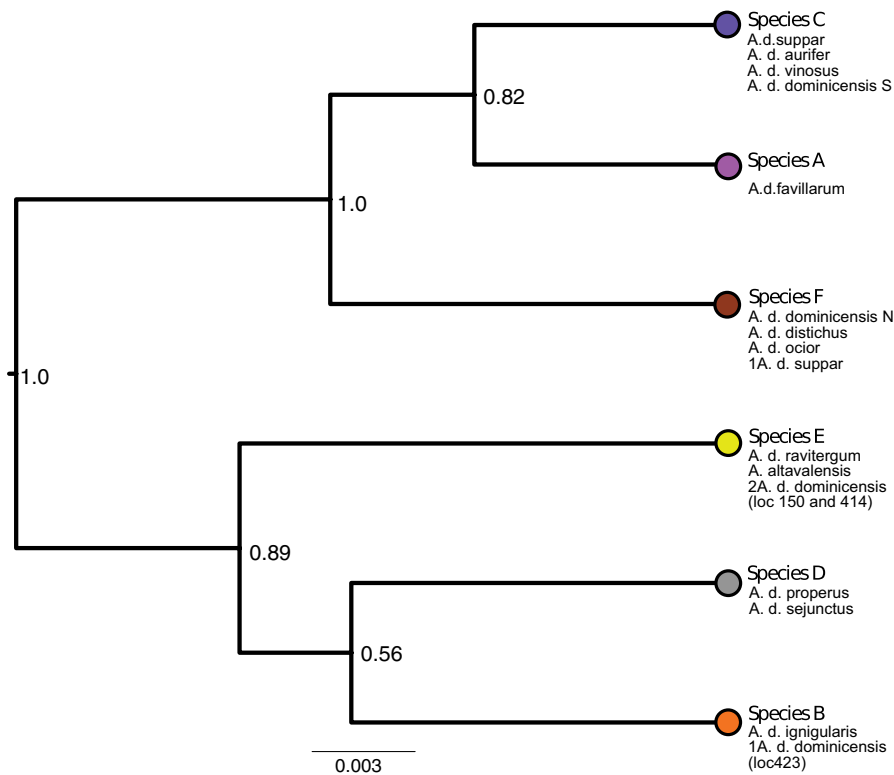 Species C
A.d.suppar
A. d. aurifer
A. d. vinosus
A. d. dominicensis S
0.82
Species A
A.d.favillarum
1.0
Species F
A. d. dominicensis N
A. d. distichus
A. d. ocior
1A. d. suppar
1.0
Species E
A. d. ravitergum
A. altavalensis
2A. d. dominicensis
(loc 150 and 414)
0.89
Species D
A. d. properus
A. d. sejunctus
0.56
Species B
A. d. ignigularis
1A. d. dominicensis
(loc423)
0.003